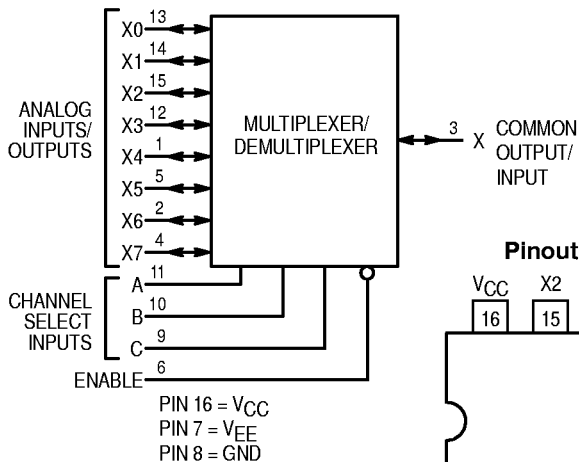 X0 13
X1 14
X2 15
X3 12
X4 1
X5 5
X6 2
X7 4
ANALOG
INPUTS/
OUTPUTS
MULTIPLEXER/
DEMULTIPLEXER
3 X COMMON
OUTPUT/
INPUT
A 11
B 10
C 9
CHANNEL
SELECT
INPUTS
ENABLE 6
PIN 16 = VCC
PIN 7 = VEE
PIN 8 = GND
Pinout
VCC X2
16 15